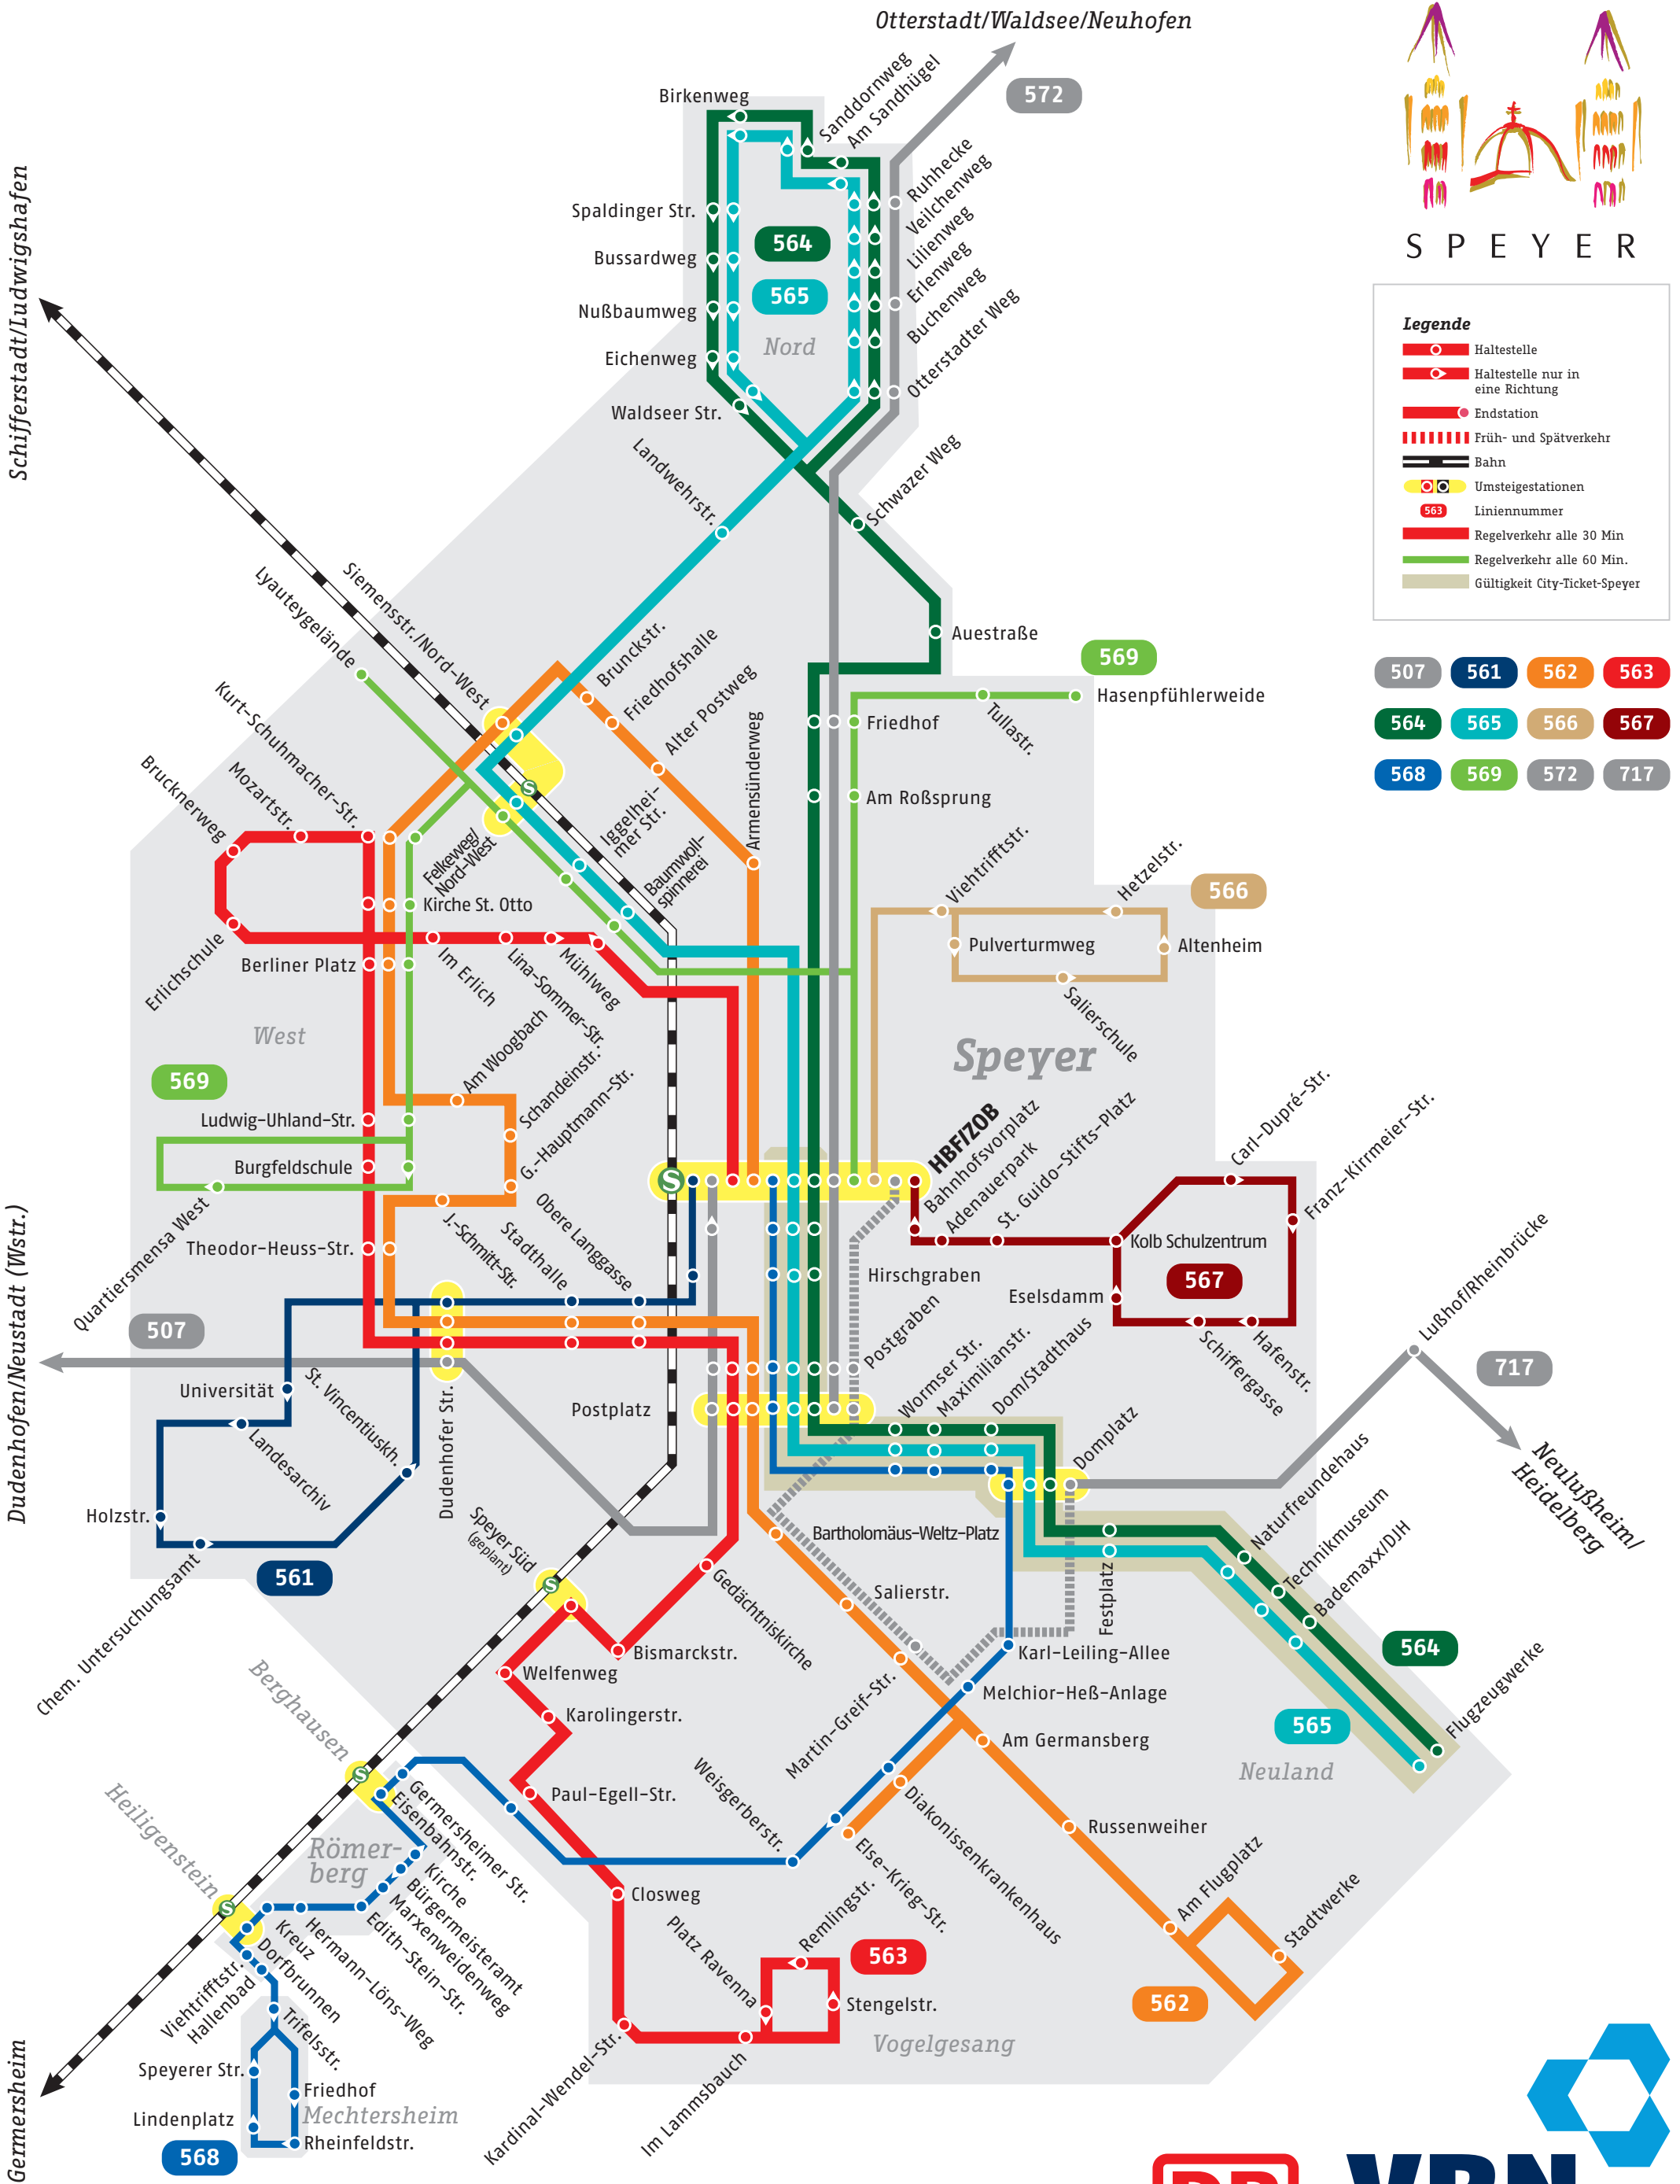 Otterstadt/Waldsee/Neuhofen
572
SPEYER
Birkenweg
Sanddornweg
Am Sandhügel
Ruhhecke
Veilchenweg
Lilienweg
Erlenweg
Buchenweg
Otterstadter Weg
Spaldinger Str.
Bussardweg
Nußbaumweg
Eichenweg
Waldseer Str.
564
565
Nord
Schifferstadt/Ludwigshafen
Legende
Haltestelle
Haltestelle nur in
eine Richtung
Endstation
Früh- und Spätverkehr
Bahn
Umsteigestationen
563
Liniennummer
Regelverkehr alle 30 Min
Regelverkehr alle 60 Min.
Gültigkeit City-Ticket-Speyer
507
561
562
563
564
565
566
567
568
569
572
717
Landwehrstr.
Schwazer Weg
Auestraße
569
Hasenpfühlerweide
Tullastr.
Friedhof
Am Roßsprung
Siemensstr./Nord-West
Lyauteygelände
Kurt-Schuhmacher-Str.
Mozartstr.
Brucknerweg
Brunckstr.
Friedhofshalle
Alter Postweg
Armensünderweg
S
Iggelhei-
mer Str.
Baumwoll-
spinnerei
Felkeweg/
Nord-West
Kirche St. Otto
Erlichschule
Berliner Platz
Im Erlich
Lina-Sommer-Str.
Mühlweg
Viehtrifftstr.
Hetzelstr.
566
Pulverturmweg
Altenheim
Salierschule
West
Speyer
Am Woogbach
Schandeinstr.
G.-Hauptmann-Str.
569
Ludwig-Uhland-Str.
Burgfeldschule
Quartiersmensa West
Theodor-Heuss-Str.
J.-Schmitt-Str.
Stadthalle
Obere Langgasse
S
HBF/ZOB
Bahnhofsvorplatz
Adenauerpark
St. Guido-Stifts-Platz
Carl-Dupré-Str.
Franz-Kirrmeier-Str.
Kolb Schulzentrum
567
Eselsdamm
Schiffergasse
Hafenstr.
Hirschgraben
Postgraben
Wormser Str.
Maximilianstr.
Dom/Stadthaus
Domplatz
Lußhof/Rheinbrücke
717
Neulußheim/
Heidelberg
Dudenhofen/Neustadt (Wstr.)
507
Universität
St. Vincentiuskh.
Landesarchiv
Holzstr.
Chem. Untersuchungsamt
561
Dudenhofer Str.
Postplatz
Speyer Süd
(geplant)
S
Bartholomäus-Weltz-Platz
Salierstr.
Festplatz
Naturfreundehaus
Technikmuseum
Bademaxx/DJH
564
565
Flugzeugwerke
Neuland
Gedächtniskirche
Bismarckstr.
Welfenweg
Karolingerstr.
Paul-Egell-Str.
Karl-Leiling-Allee
Melchior-Heß-Anlage
Martin-Greif-Str.
Am Germansberg
Weisgerberstr.
Diakonissenkrankenhaus
Else-Krieg-Str.
Russenweiher
Am Flugplatz
Stadtwerke
562
Berghausen
S
Heiligenstein
S
Römer-
berg
Germersheimer Str.
Eisenbahnstr.
Kirche
Bürgermeisteramt
Marxenweidenweg
Edith-Stein-Str.
Hermann-Löns-Weg
Kreuz
Dorfbrunnen
Viehtrifftstr.
Hallenbad
Trifelsstr.
Speyerer Str.
Friedhof
Mechtersheim
Lindenplatz
Rheinfeldstr.
568
Germersheim
Closweg
Platz Ravenna
Remlingstr.
563
Stengelstr.
Vogelgesang
Kardinal-Wendel-Str.
Im Lammsbauch
DB
VRN